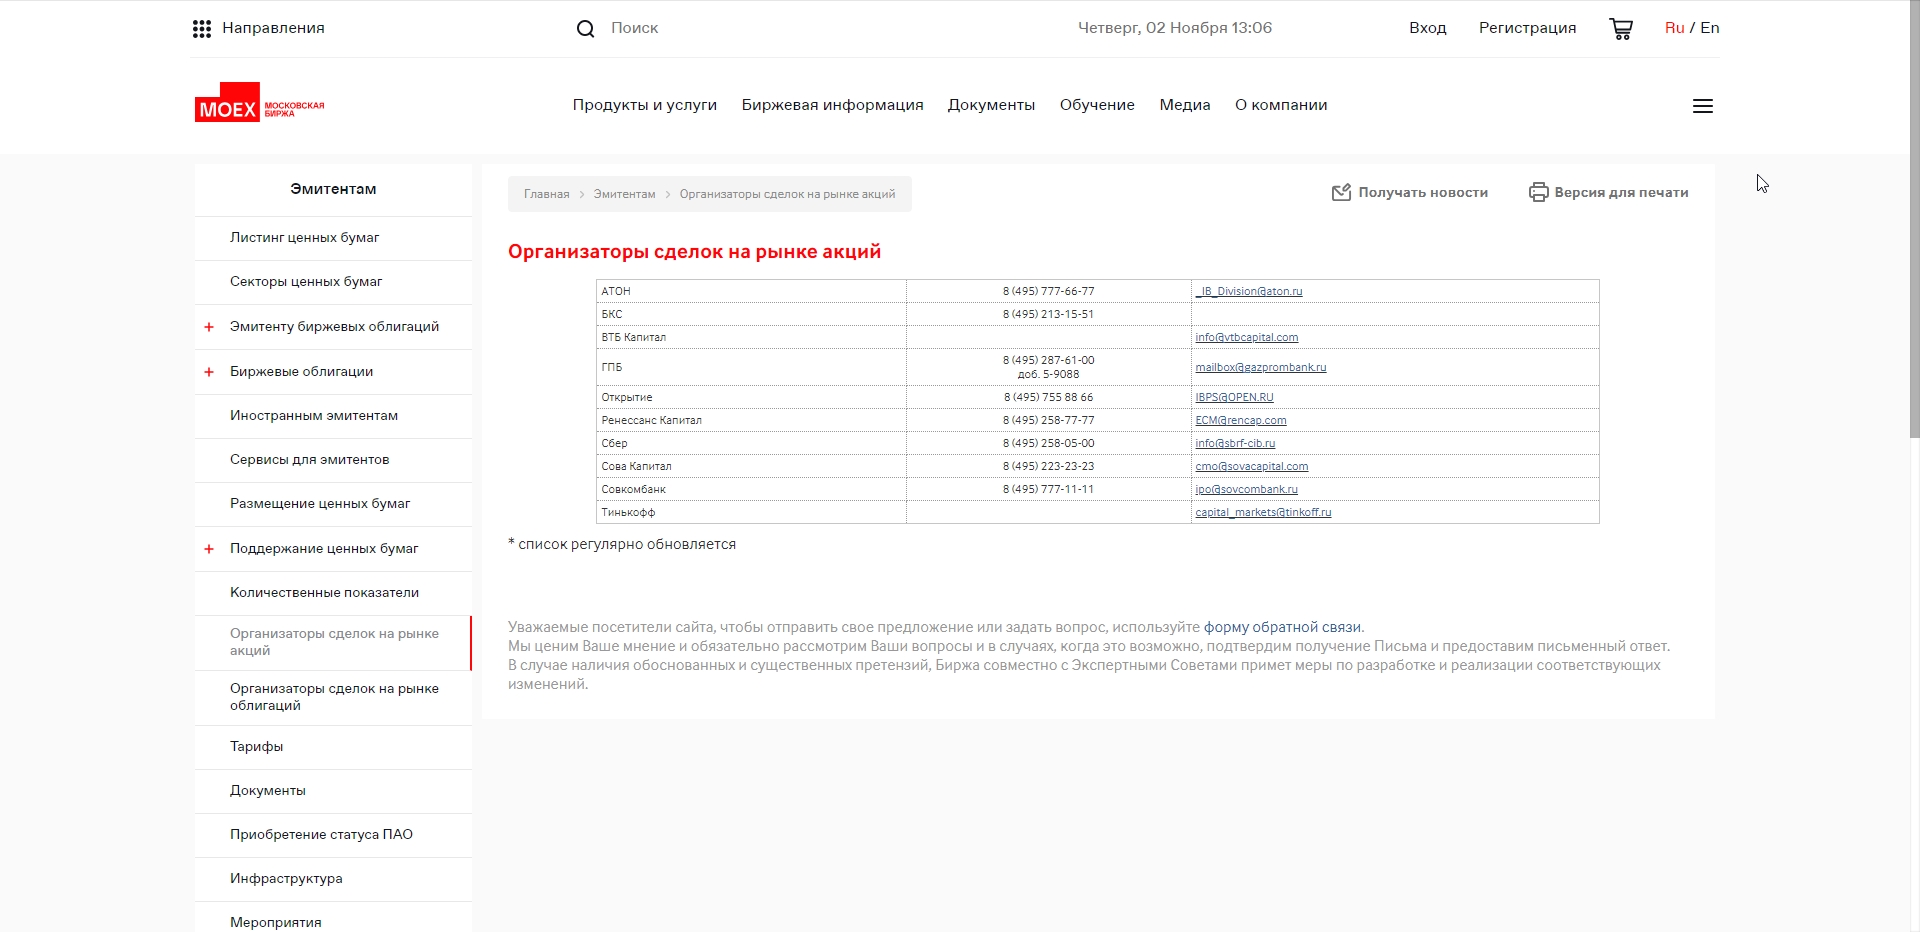 Направления
Поиск
Четверг, 02 Ноября 13:06
Вход
Регистрация
Ru / En
MOEX МОСКОВСКАЯ БИРЖА
Продукты и услуги
Биржевая информация
Документы
Обучение
Медиа
О компании
Эмитентам
Листинг ценных бумаг
Секторы ценных бумаг
+ Эмитенту биржевых облигаций
+ Биржевые облигации
Иностранным эмитентам
Сервисы для эмитентов
Размещение ценных бумаг
+ Поддержание ценных бумаг
Количественные показатели
Организаторы сделок на рынке
акций
Организаторы сделок на рынке
облигаций
Тарифы
Документы
Приобретение статуса ПАО
Инфраструктура
Мероприятия
Главная > Эмитентам > Организаторы сделок на рынке акций
Получать новости
Версия для печати
Организаторы сделок на рынке акций
АТОН 8 (495) 777-66-77 _IB_Division@aton.ru
БКС 8 (495) 213-15-51
ВТБ Капитал info@vtbcapital.com
ГПБ 8 (495) 287-61-00
доб. 5-9088 mailbox@gazprombank.ru
Открытие 8 (495) 755 88 66 IBPS@OPEN.RU
Ренессанс Капитал 8 (495) 258-77-77 ECM@rencap.com
Сбер 8 (495) 258-05-00 info@sbrf-cib.ru
Сова Капитал 8 (495) 223-23-23 cmo@sovacapital.com
Совкомбанк 8 (495) 777-11-11 ipo@sovcombank.ru
Тинькофф capital_markets@tinkoff.ru
* список регулярно обновляется
Уважаемые посетители сайта, чтобы отправить свое предложение или задать вопрос, используйте форму обратной связи.
Мы ценим Ваше мнение и обязательно рассмотрим Ваши вопросы и в случаях, когда это возможно, подтвердим получение Письма и предоставим письменный ответ.
В случае наличия обоснованных и существенных претензий, Биржа совместно с Экспертными Советами примет меры по разработке и реализации соответствующих
изменений.